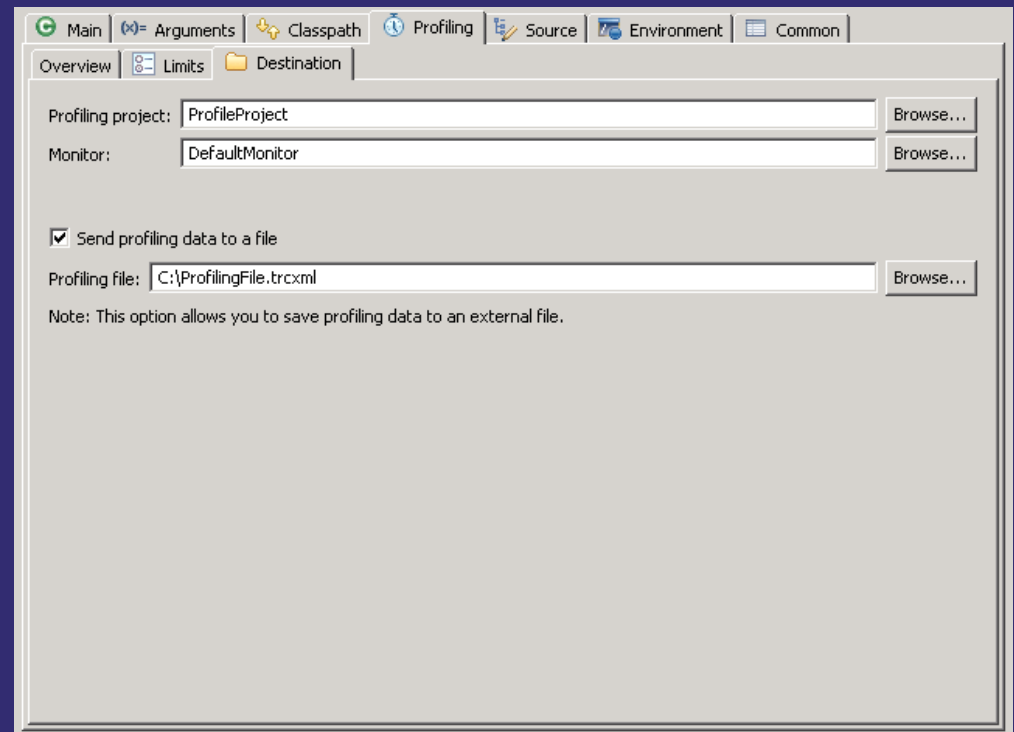 Main (x)= Arguments Classpath Profiling Source Environment Common
Overview Limits Destination
Profiling project: ProfileProject Browse...
Monitor: DefaultMonitor Browse...
Send profiling data to a file
Profiling file: C:\ProfilingFile.trcxml Browse...
Note: This option allows you to save profiling data to an external file.